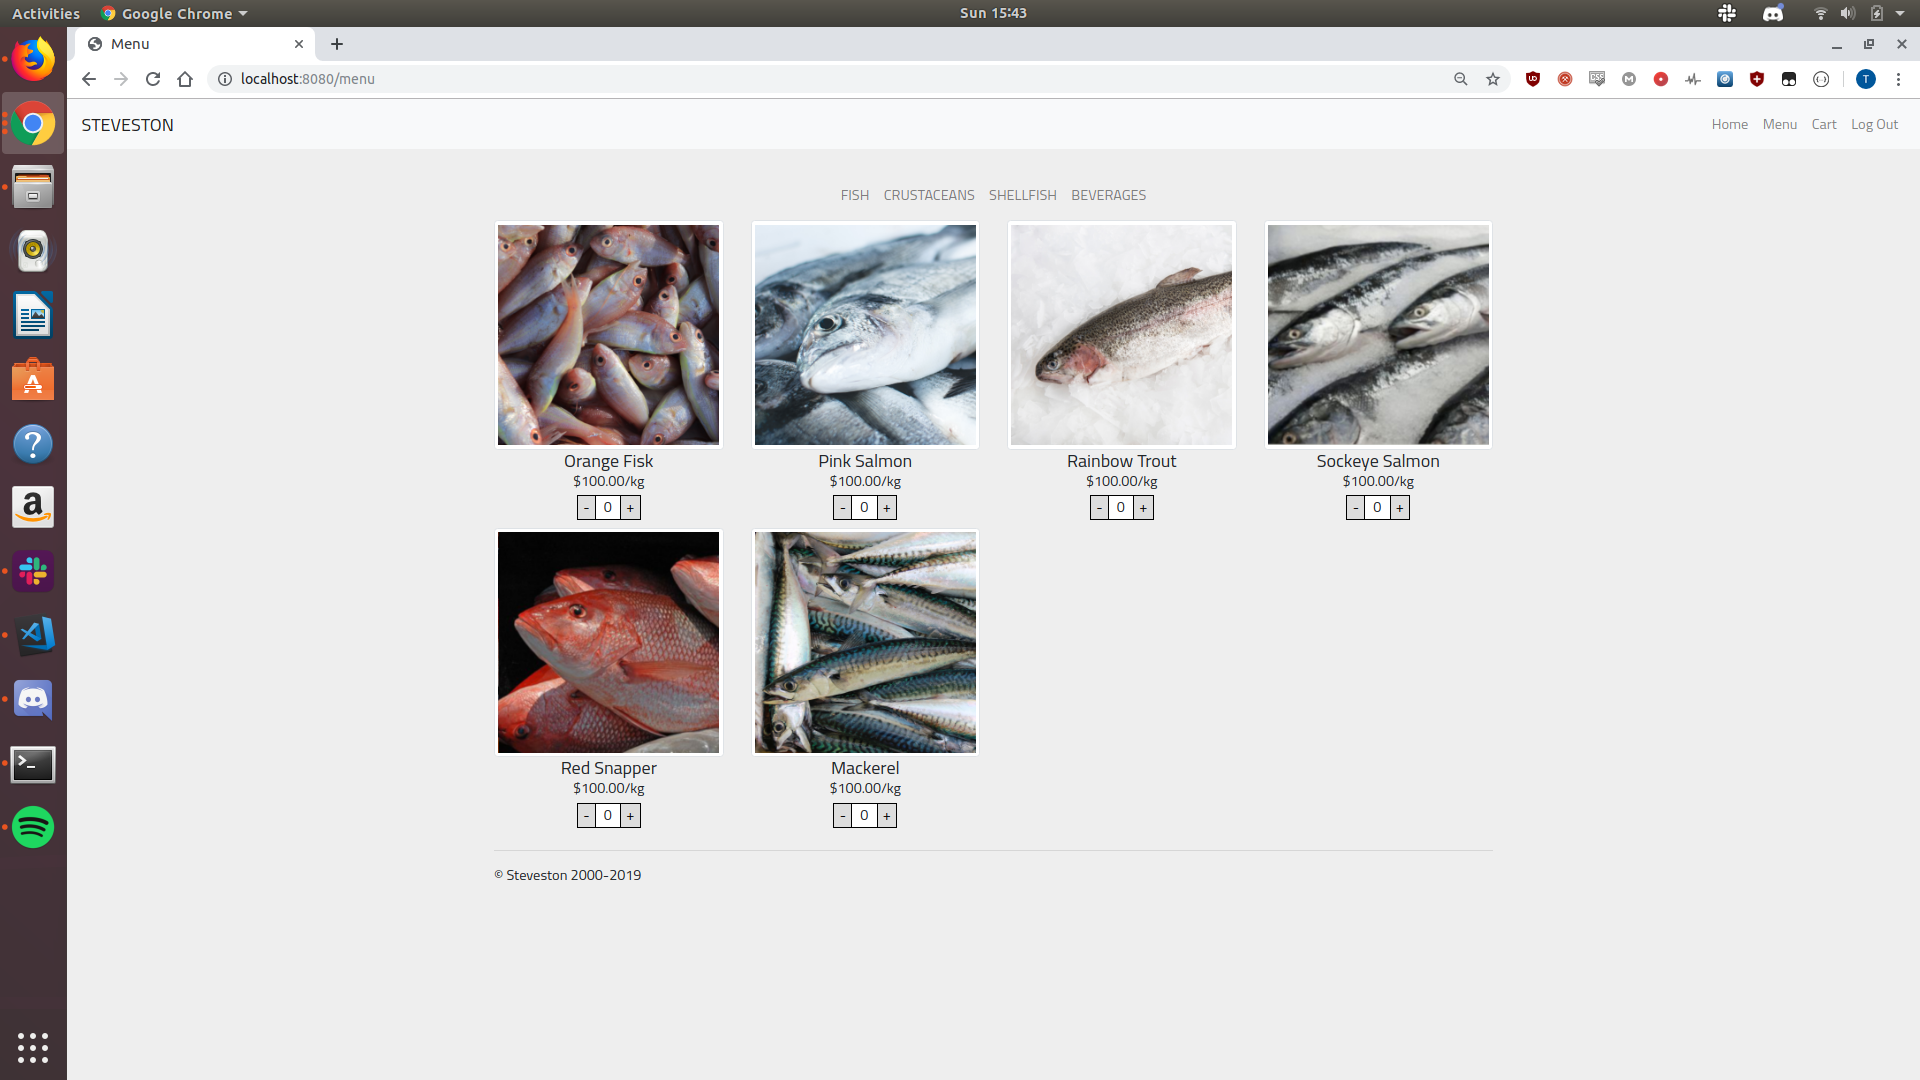 Activities Google Chrome Sun 15:43
Menu
localhost:8080/menu
T
STEVESTON Home Menu Cart Log Out
FISH CRUSTACEANS SHELLFISH BEVERAGES
Orange Fisk Pink Salmon Rainbow Trout Sockeye Salmon
$100.00/kg $100.00/kg $100.00/kg $100.00/kg
- 0 + - 0 + - 0 + - 0 +
Red Snapper Mackerel
$100.00/kg $100.00/kg
- 0 + - 0 +
© Steveston 2000-2019